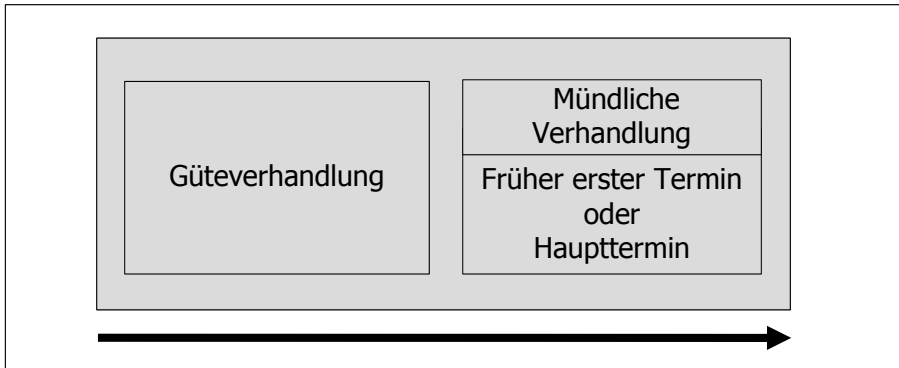 Güteverhandlung
Mündliche
Verhandlung
Früher erster Termin
oder
Haupttermin